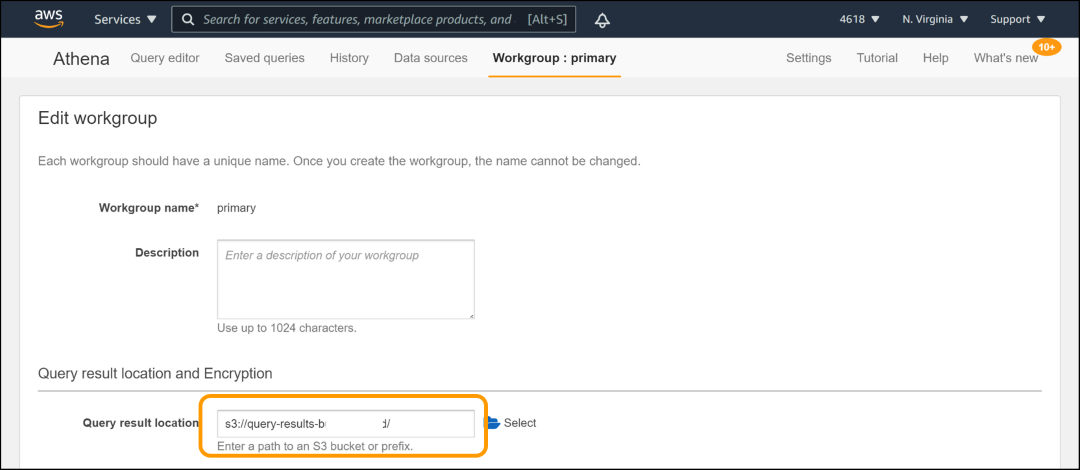 aws Services Search for services, features, marketplace products, and [Alt+S] 4618 N. Virginia Support
10+
Athena Query editor Saved queries History Data sources Workgroup : primary Settings Tutorial Help What's new
Edit workgroup
Each workgroup should have a unique name. Once you create the workgroup, the name cannot be changed.
Workgroup name* primary
Description Enter a description of your workgroup
Use up to 1024 characters.
Query result location and Encryption
Query result location s3://query-results-b d/ Select
Enter a path to an S3 bucket or prefix.